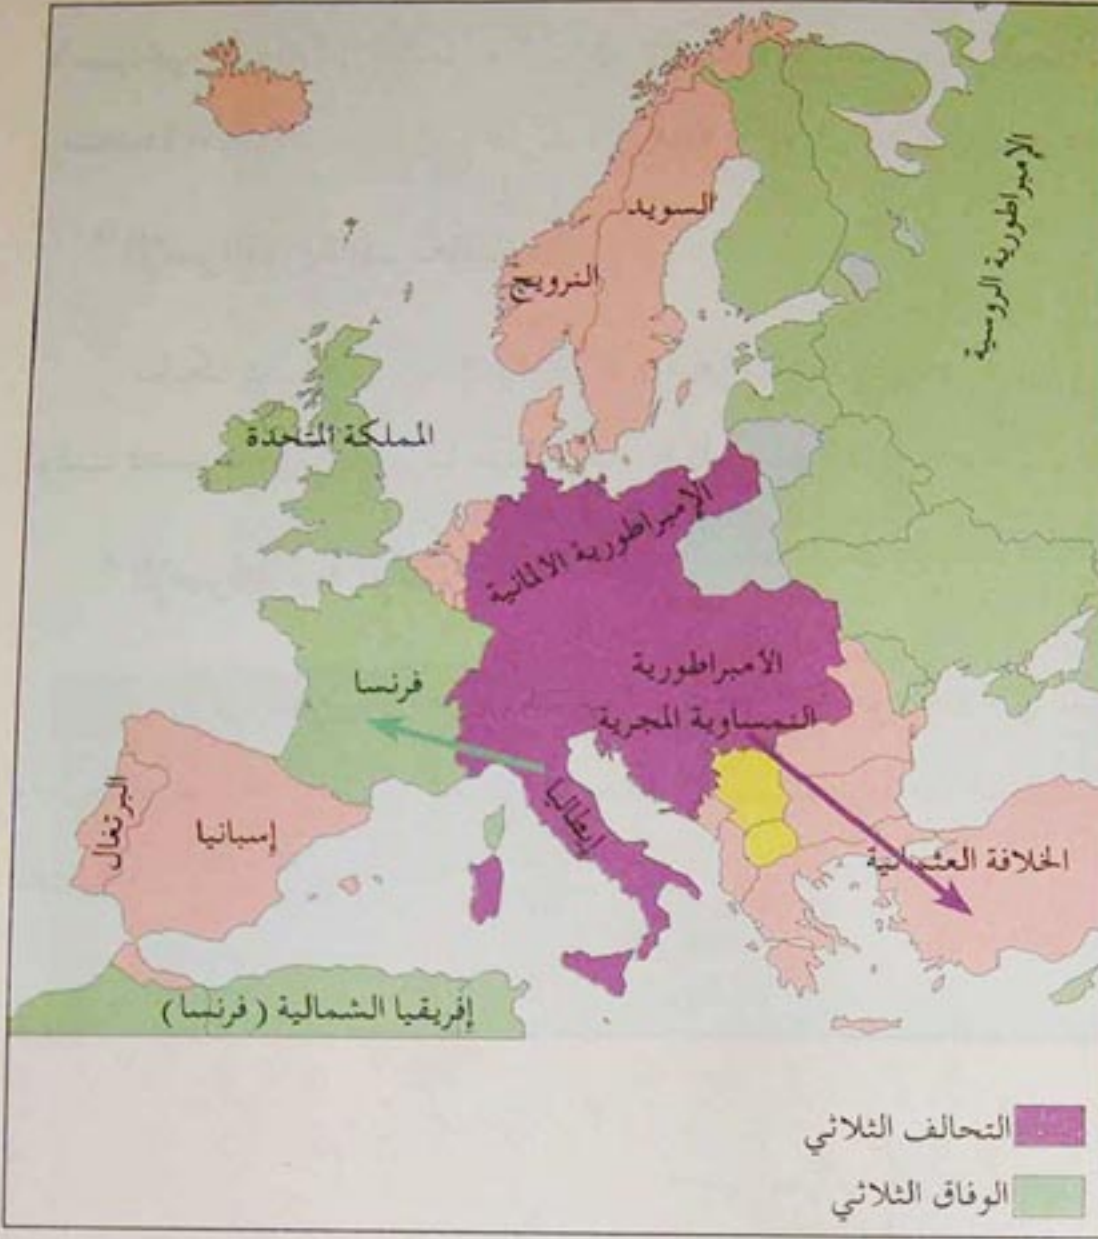 السويد
النرويج
الإمبراطورية الروسية
المملكة المتحدة
الإمبراطورية الألمانية
فرنسا
الأمبراطورية
النمساوية المجرية
البرتغال
إسبانيا
إيطاليا
الخلافة العثمانية
إفريقيا الشمالية (فرنسا)
التحالف الثلاثي
الوفاق الثلاثي